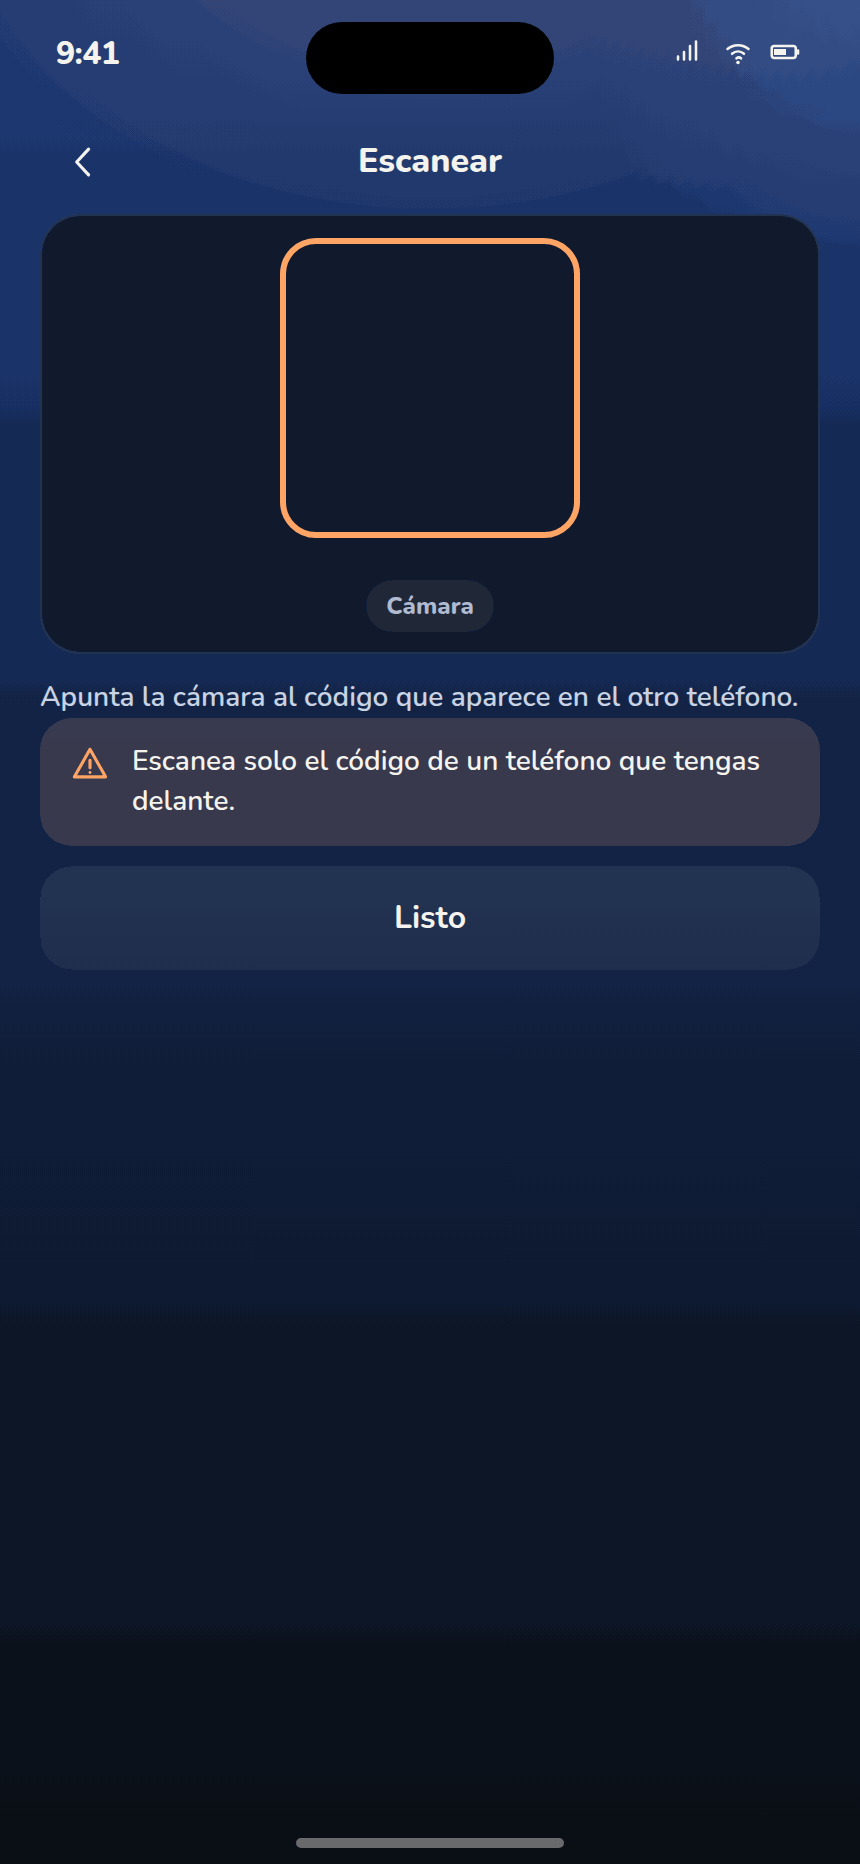 9:41
Escanear
Cámara
Apunta la cámara al código que aparece en el otro teléfono.
Escanea solo el código de un teléfono que tengas
delante.
Listo